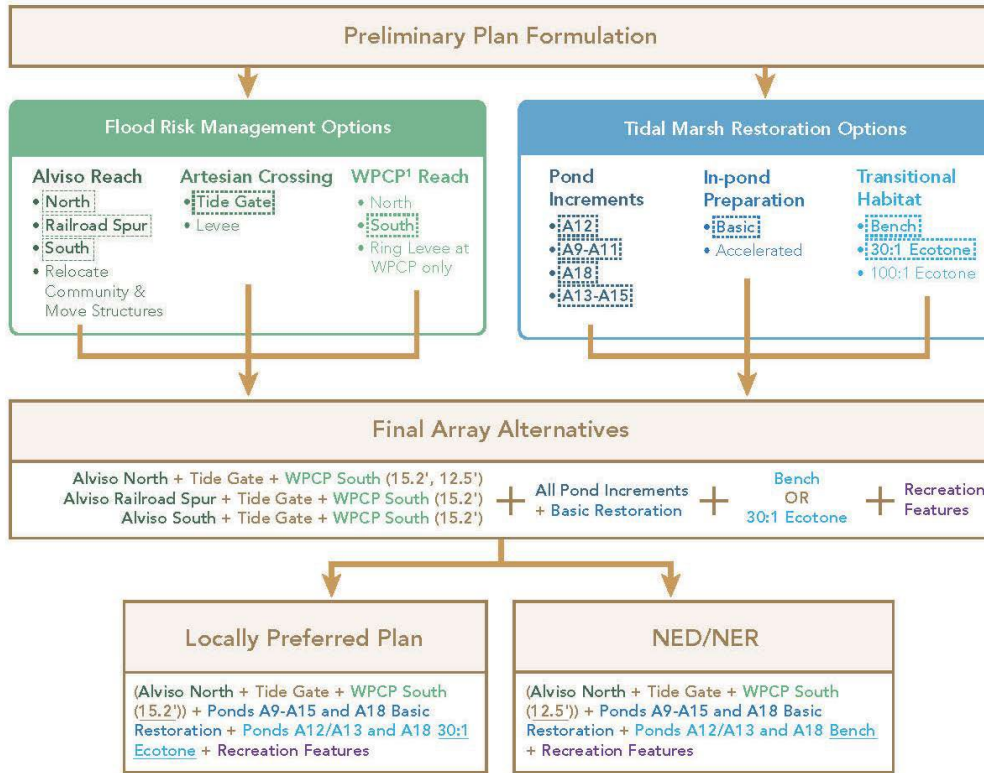 Preliminary Plan Formulation
Flood Risk Management Options
Alviso Reach
• North
• Railroad Spur
• South
• Relocate
Community &
Move Structures
Artesian Crossing
• Tide Gate
• Levee
WPCP¹ Reach
• North
• South
• Ring Levee at
WPCP only
Tidal Marsh Restoration Options
Pond
Increments
• A12
• A9-A11
• A18
• A13-A15
In-pond
Preparation
• Basic
• Accelerated
Transitional
Habitat
• Bench
• 30:1 Ecotone
• 100:1 Ecotone
Final Array Alternatives
Alviso North + Tide Gate + WPCP South (15.2', 12.5')
Alviso Railroad Spur + Tide Gate + WPCP South (15.2')
Alviso South + Tide Gate + WPCP South (15.2')
+
All Pond Increments
+ Basic Restoration
+
Bench
OR
30:1 Ecotone
+
Recreation
Features
Locally Preferred Plan
(Alviso North + Tide Gate + WPCP South
(15.2')) + Ponds A9-A15 and A18 Basic
Restoration + Ponds A12/A13 and A18 30:1
Ecotone + Recreation Features
NED/NER
(Alviso North + Tide Gate + WPCP South
(12.5')) + Ponds A9-A15 and A18 Basic
Restoration + Ponds A12/A13 and A18 Bench
+ Recreation Features